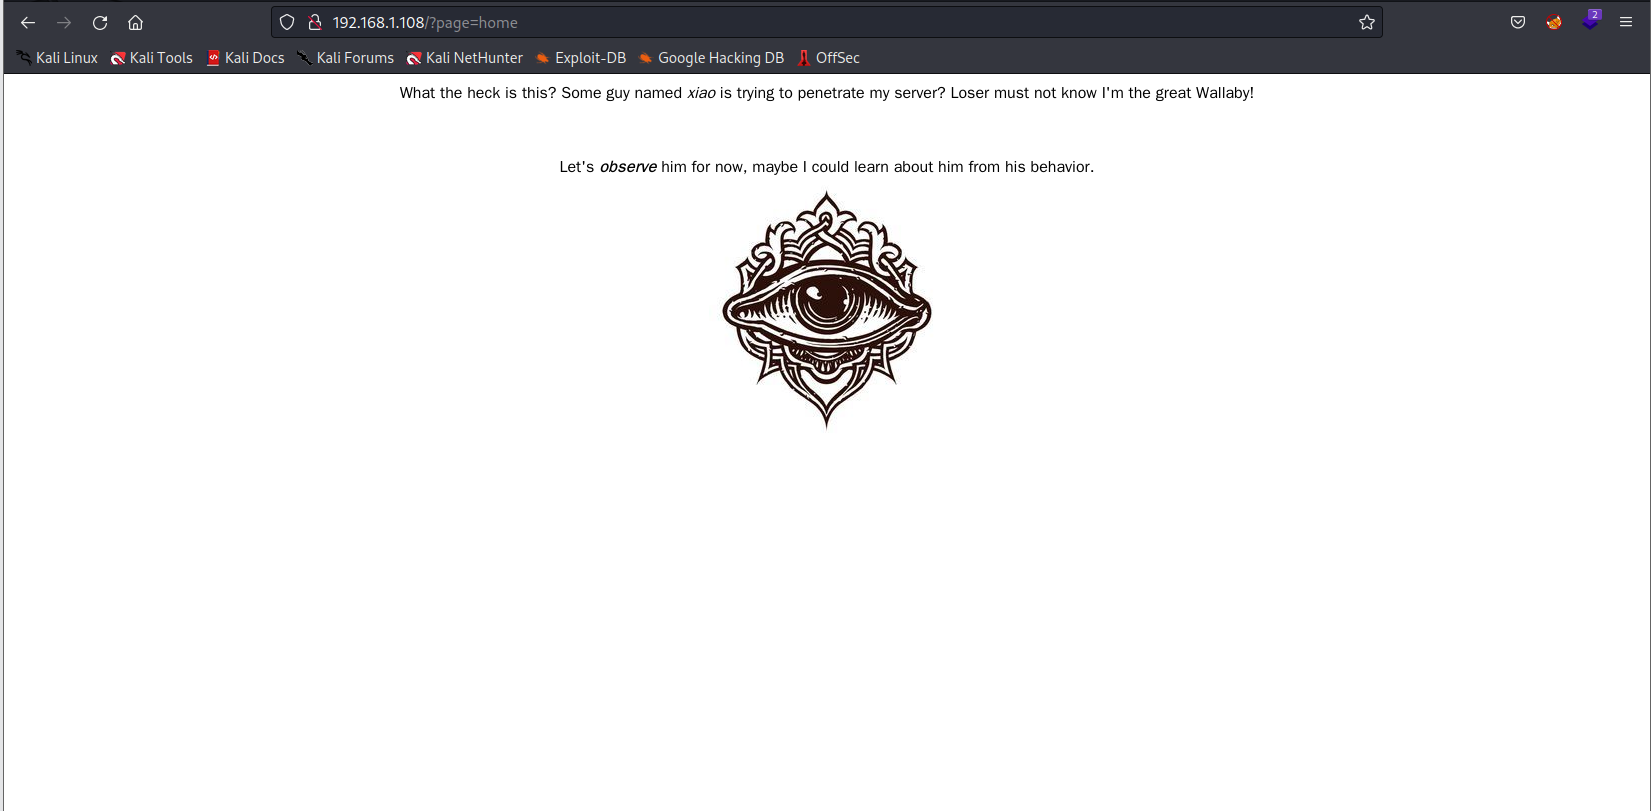 192.168.1.108/?page=home
2
Kali Linux Kali Tools Kali Docs Kali Forums Kali NetHunter Exploit-DB Google Hacking DB OffSec
What the heck is this? Some guy named xiao is trying to penetrate my server? Loser must not know I'm the great Wallaby!
Let's observe him for now, maybe I could learn about him from his behavior.